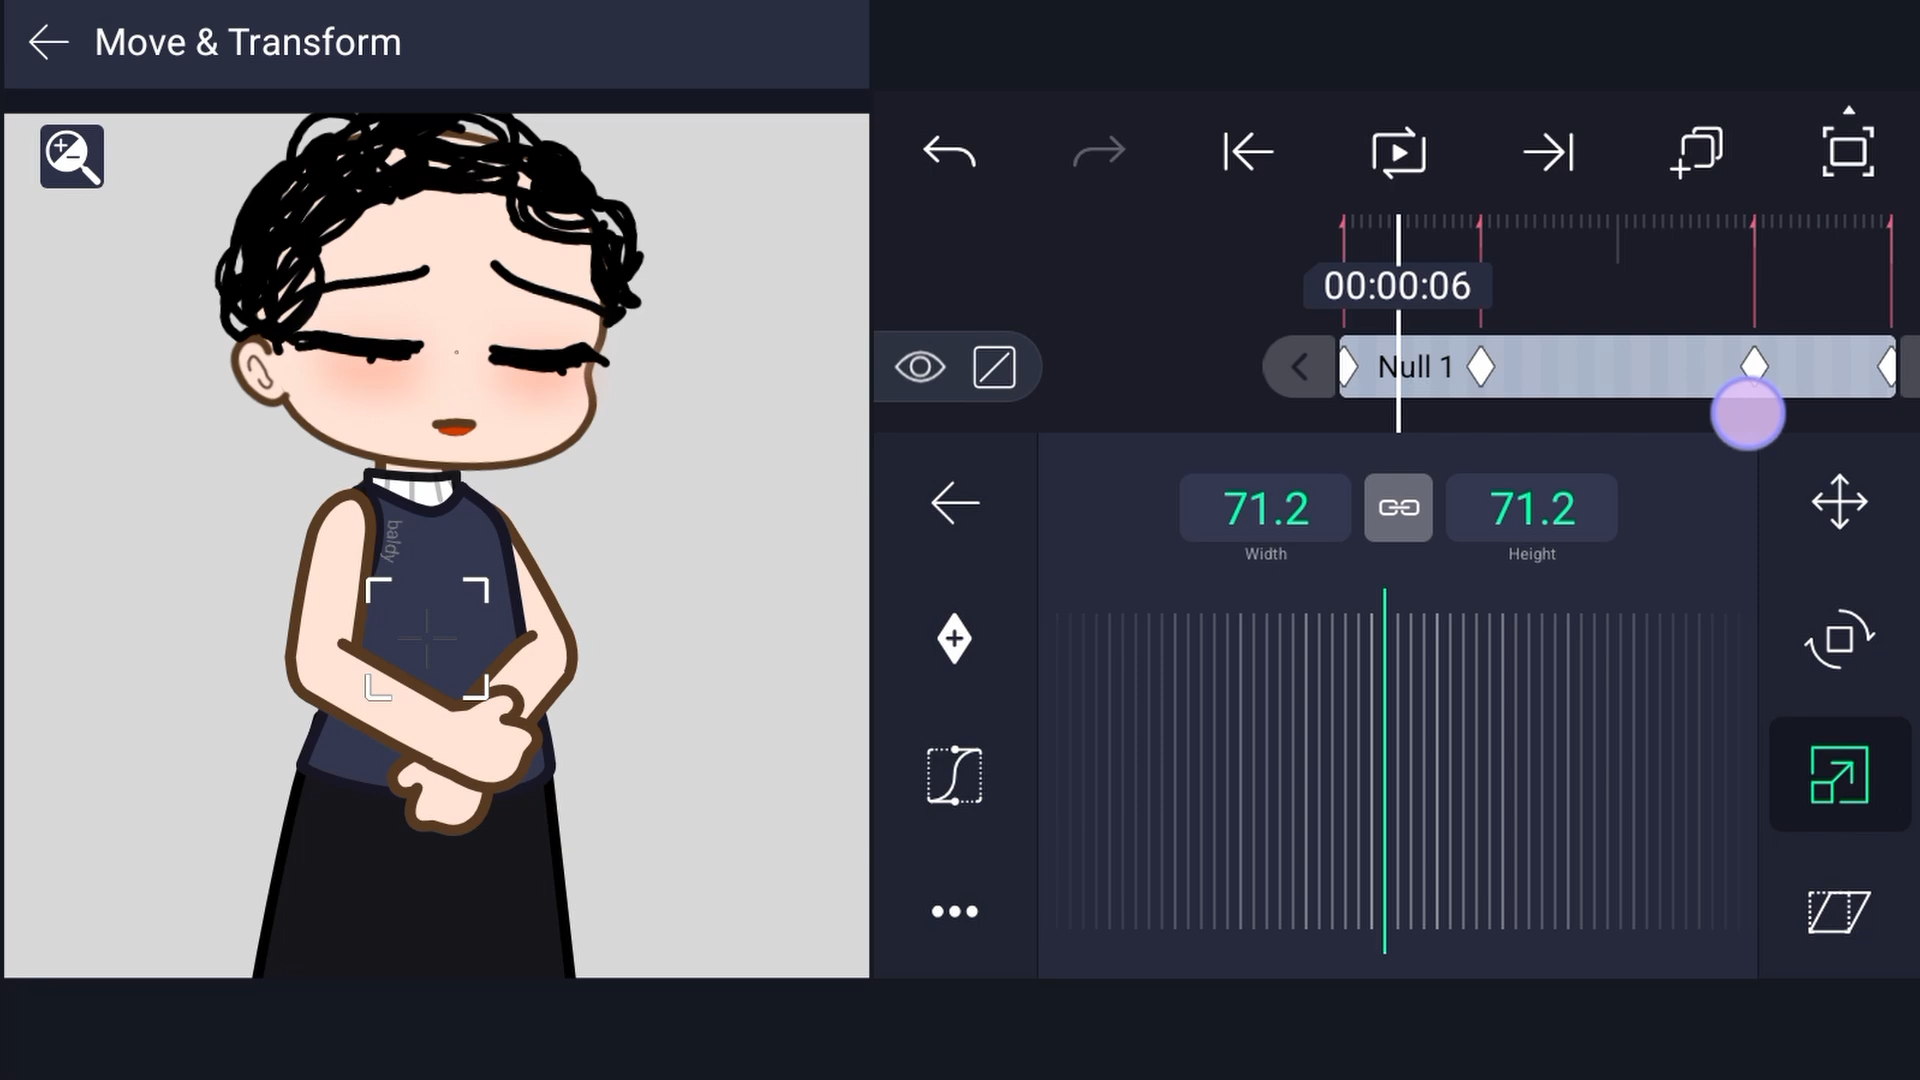 Move & Transform
00:00:06
Null 1
71.2
71.2
Width
Height
baldy